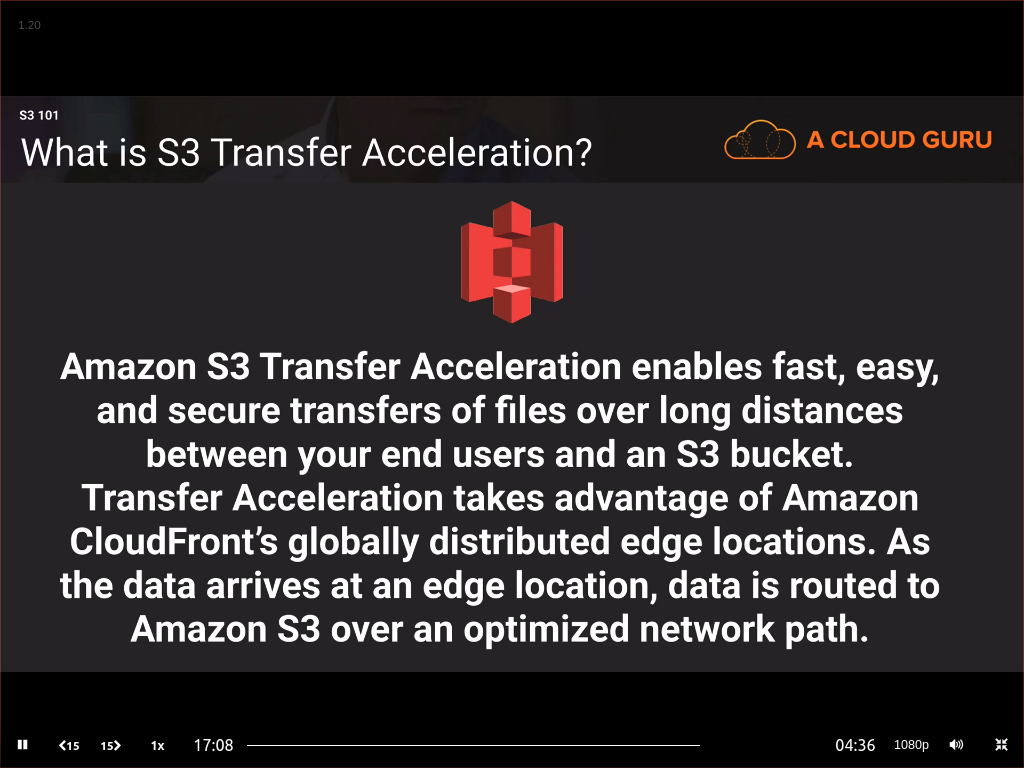 1.20
S3 101
What is S3 Transfer Acceleration?
A CLOUD GURU
Amazon S3 Transfer Acceleration enables fast, easy,
and secure transfers of files over long distances
between your end users and an S3 bucket.
Transfer Acceleration takes advantage of Amazon
CloudFront’s globally distributed edge locations. As
the data arrives at an edge location, data is routed to
Amazon S3 over an optimized network path.
15 15 1x 17:08 04:36 1080p